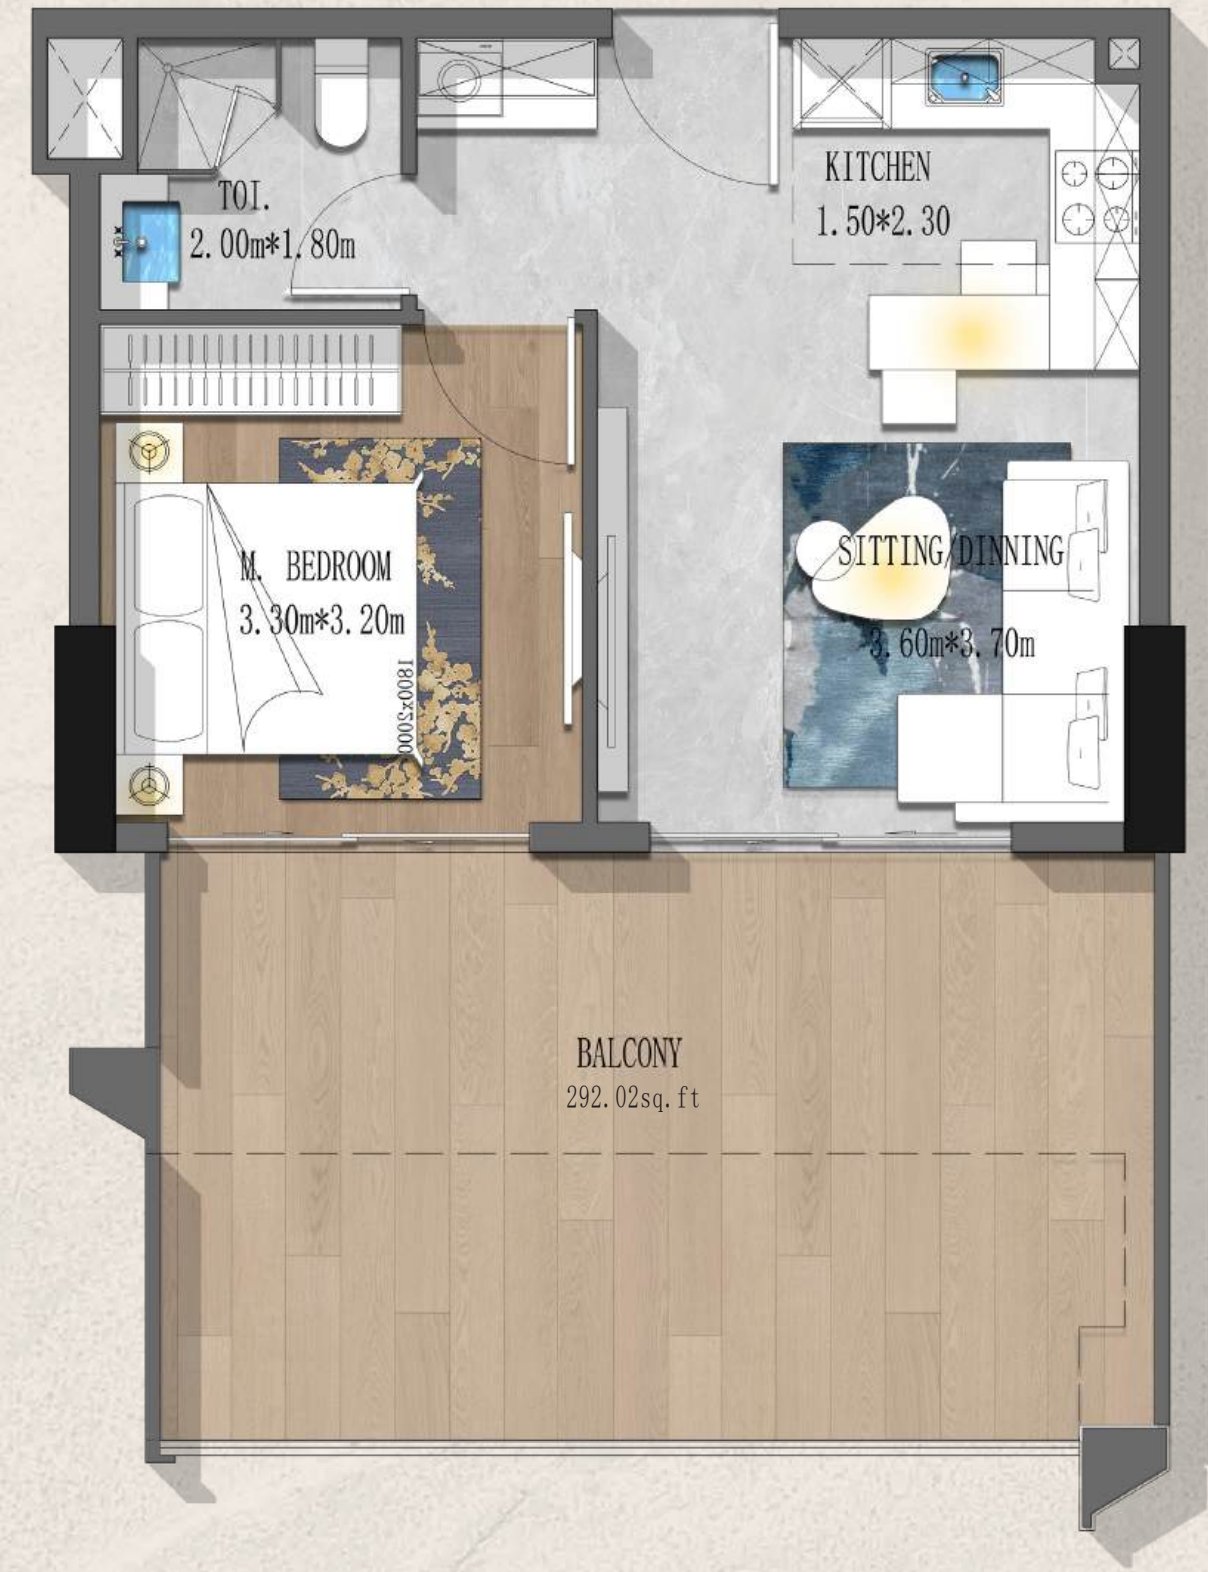 KITCHEN
1.50*2.30
TOI.
2.00m*1.80m
M. BEDROOM
3.30m*3.20m
1800x2000
SITTING/DINNING
3.60m*3.70m
BALCONY
292.02sq.ft